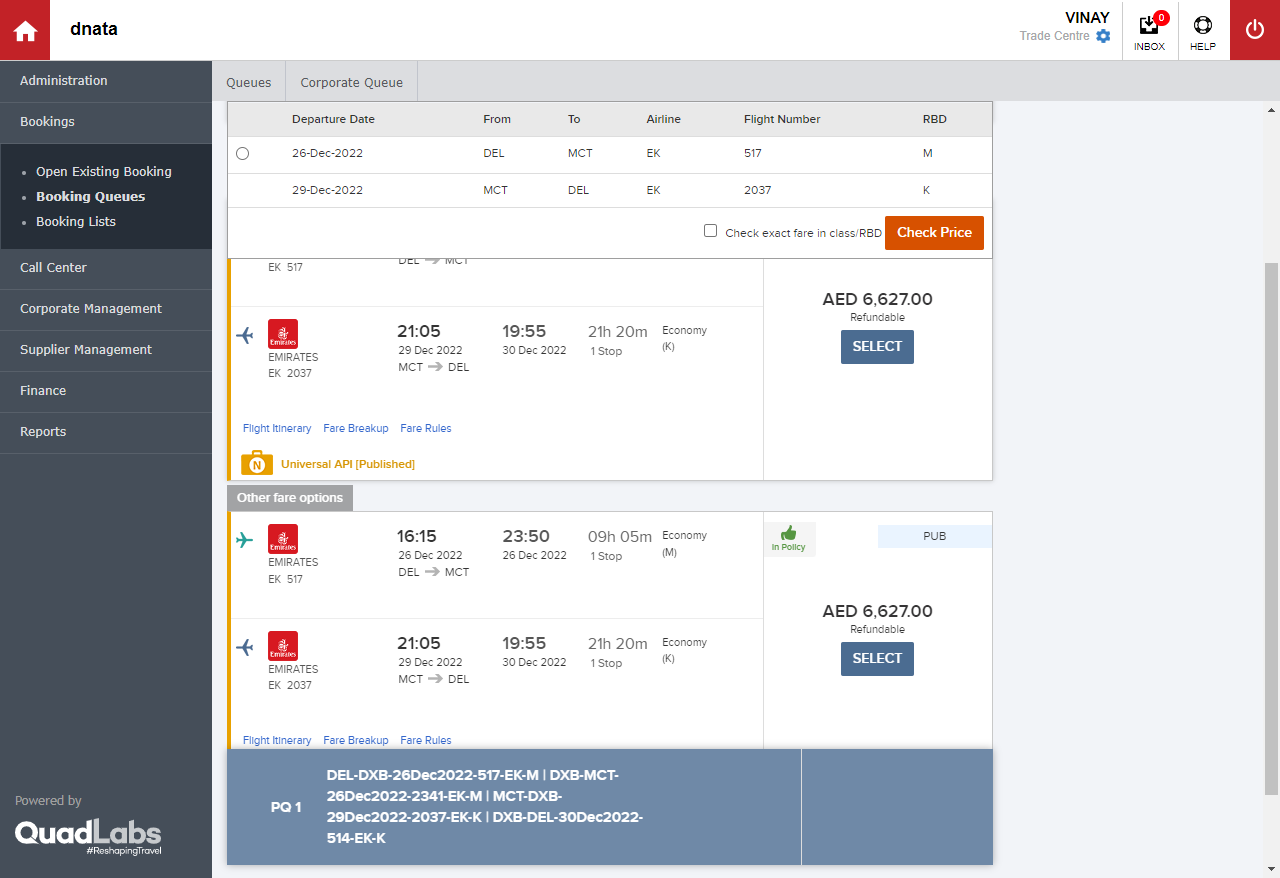 dnata
VINAY
Trade Centre
0
INBOX
HELP
Administration
Bookings
Open Existing Booking
Booking Queues
Booking Lists
Call Center
Corporate Management
Supplier Management
Finance
Reports
Powered by
QuadLabs
#ReshapingTravel
Queues
Corporate Queue
Departure Date From To Airline Flight Number RBD
26-Dec-2022 DEL MCT EK 517 M
29-Dec-2022 MCT DEL EK 2037 K
Check exact fare in class/RBD Check Price
EK 517
DEL MCT
AED 6,627.00
Refundable
SELECT
Emirates
EMIRATES
EK 2037
21:05
29 Dec 2022
MCT DEL
19:55
30 Dec 2022
21h 20m
1 Stop
Economy
(K)
Flight Itinerary Fare Breakup Fare Rules
N Universal API [Published]
Other fare options
Emirates
EMIRATES
EK 517
16:15
26 Dec 2022
DEL MCT
23:50
26 Dec 2022
09h 05m
1 Stop
Economy
(M)
In Policy
PUB
AED 6,627.00
Refundable
SELECT
Emirates
EMIRATES
EK 2037
21:05
29 Dec 2022
MCT DEL
19:55
30 Dec 2022
21h 20m
1 Stop
Economy
(K)
Flight Itinerary Fare Breakup Fare Rules
PQ 1
DEL-DXB-26Dec2022-517-EK-M | DXB-MCT-
26Dec2022-2341-EK-M | MCT-DXB-
29Dec2022-2037-EK-K | DXB-DEL-30Dec2022-
514-EK-K